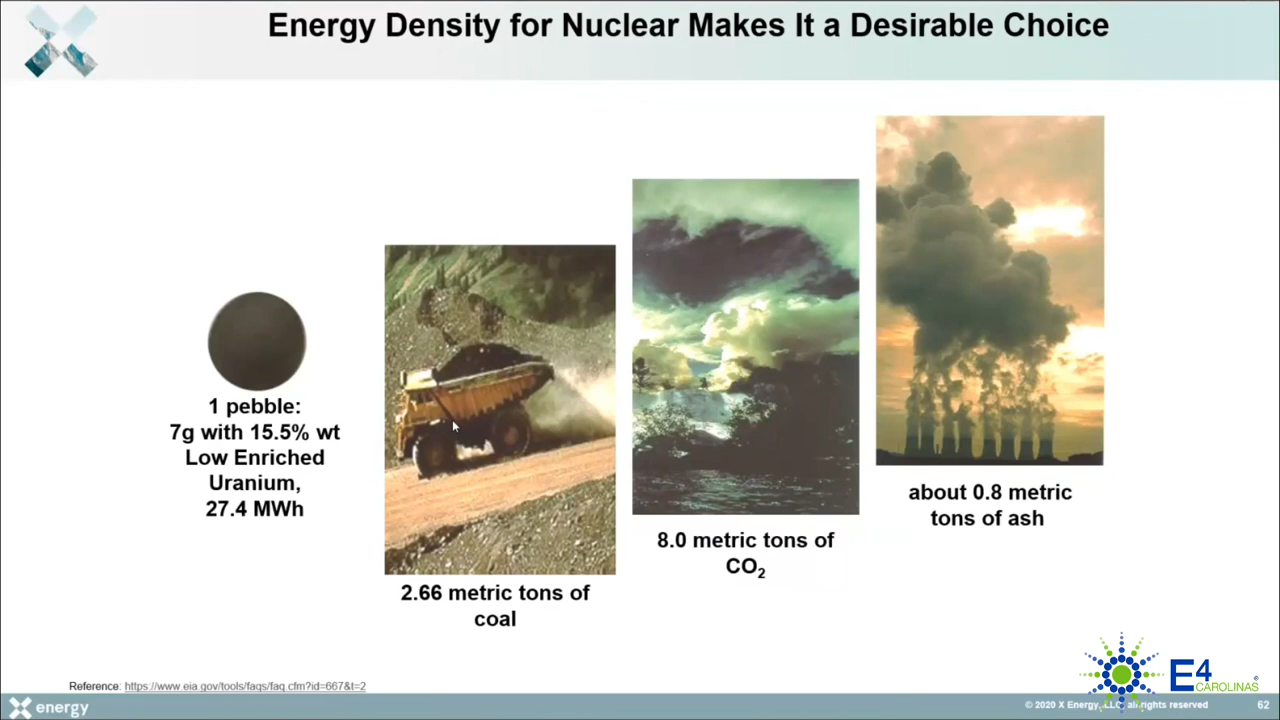 Energy Density for Nuclear Makes It a Desirable Choice
1 pebble:
7g with 15.5% wt
Low Enriched
Uranium,
27.4 MWh
2.66 metric tons of
coal
8.0 metric tons of
CO₂
about 0.8 metric
tons of ash
Reference: https://www.eia.gov/tools/faqs/faq.cfm?id=667&t=2
E4
CAROLINAS
®
energy
© 2020 X Energy, LLC, all rights reserved
62